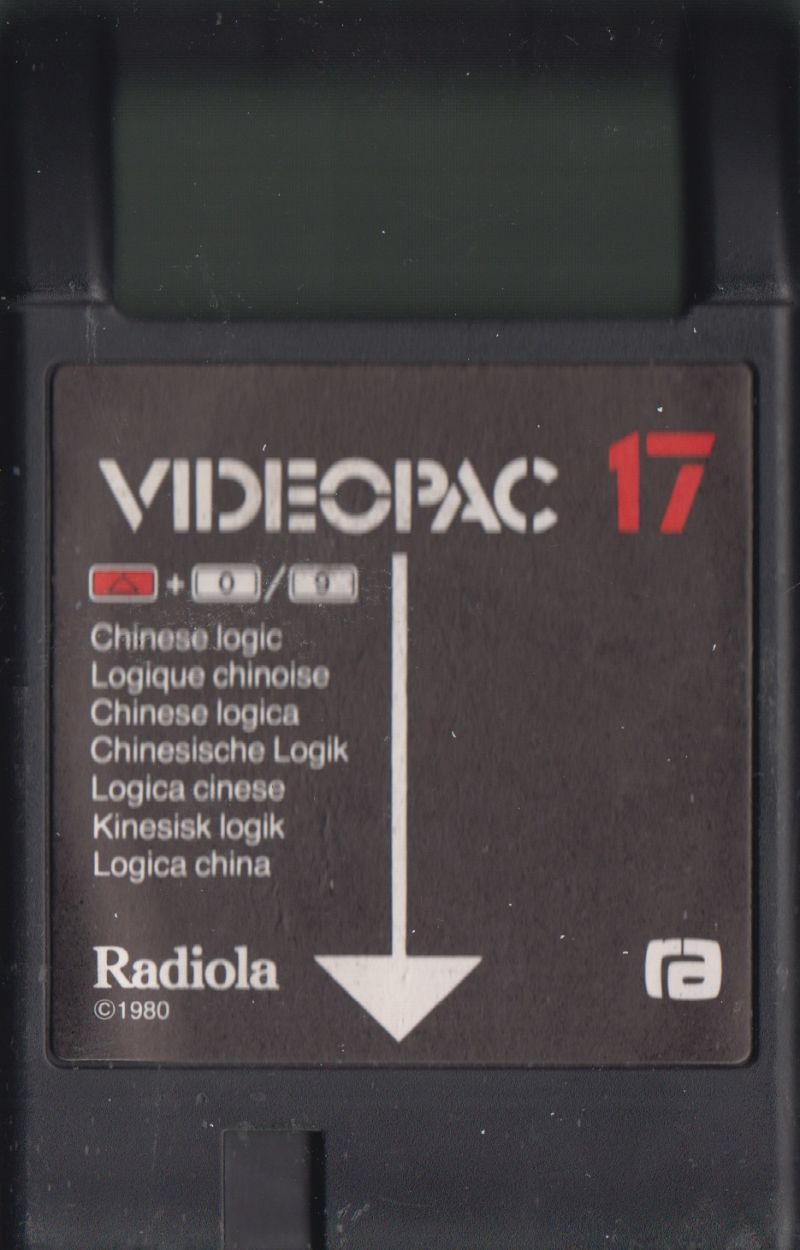 VIDEOPAC 17
+ 0 / 9
Chinese logic
Logique chinoise
Chinese logica
Chinesische Logik
Logica cinese
Kinesisk logik
Logica china
Radiola
ra
©1980